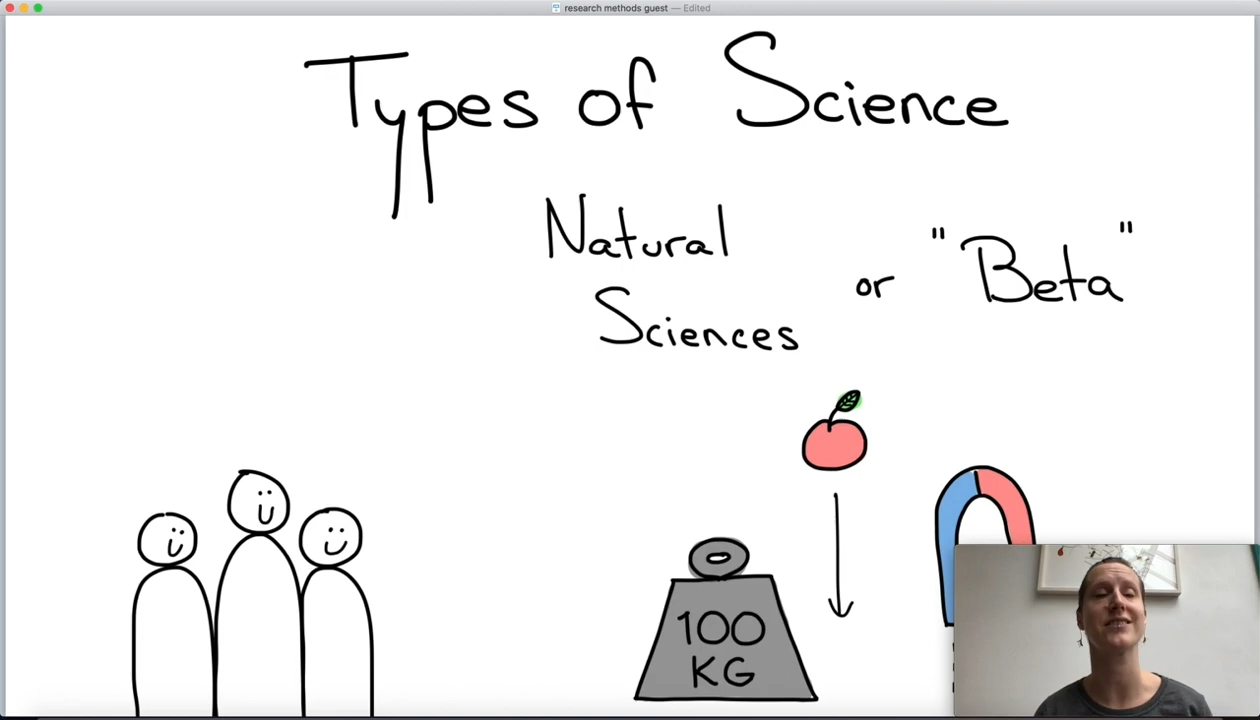 research methods guest — Edited
Types of Science
Natural
Sciences
or
"Beta"
100
KG